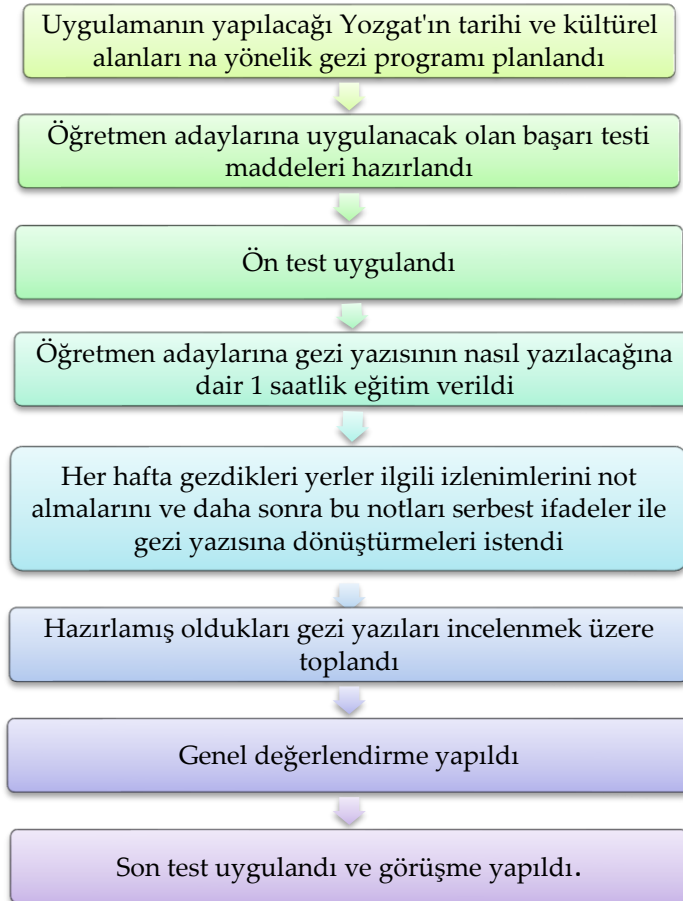 Uygulamanın yapılacağı Yozgat'ın tarihi ve kültürel
alanları na yönelik gezi programı planlandı
Öğretmen adaylarına uygulanacak olan başarı testi
maddeleri hazırlandı
Ön test uygulandı
Öğretmen adaylarına gezi yazısının nasıl yazılacağına
dair 1 saatlik eğitim verildi
Her hafta gezdikleri yerler ilgili izlenimlerini not
almalarını ve daha sonra bu notları serbest ifadeler ile
gezi yazısına dönüştürmeleri istendi
Hazırlamış oldukları gezi yazıları incelenmek üzere
toplandı
Genel değerlendirme yapıldı
Son test uygulandı ve görüşme yapıldı.